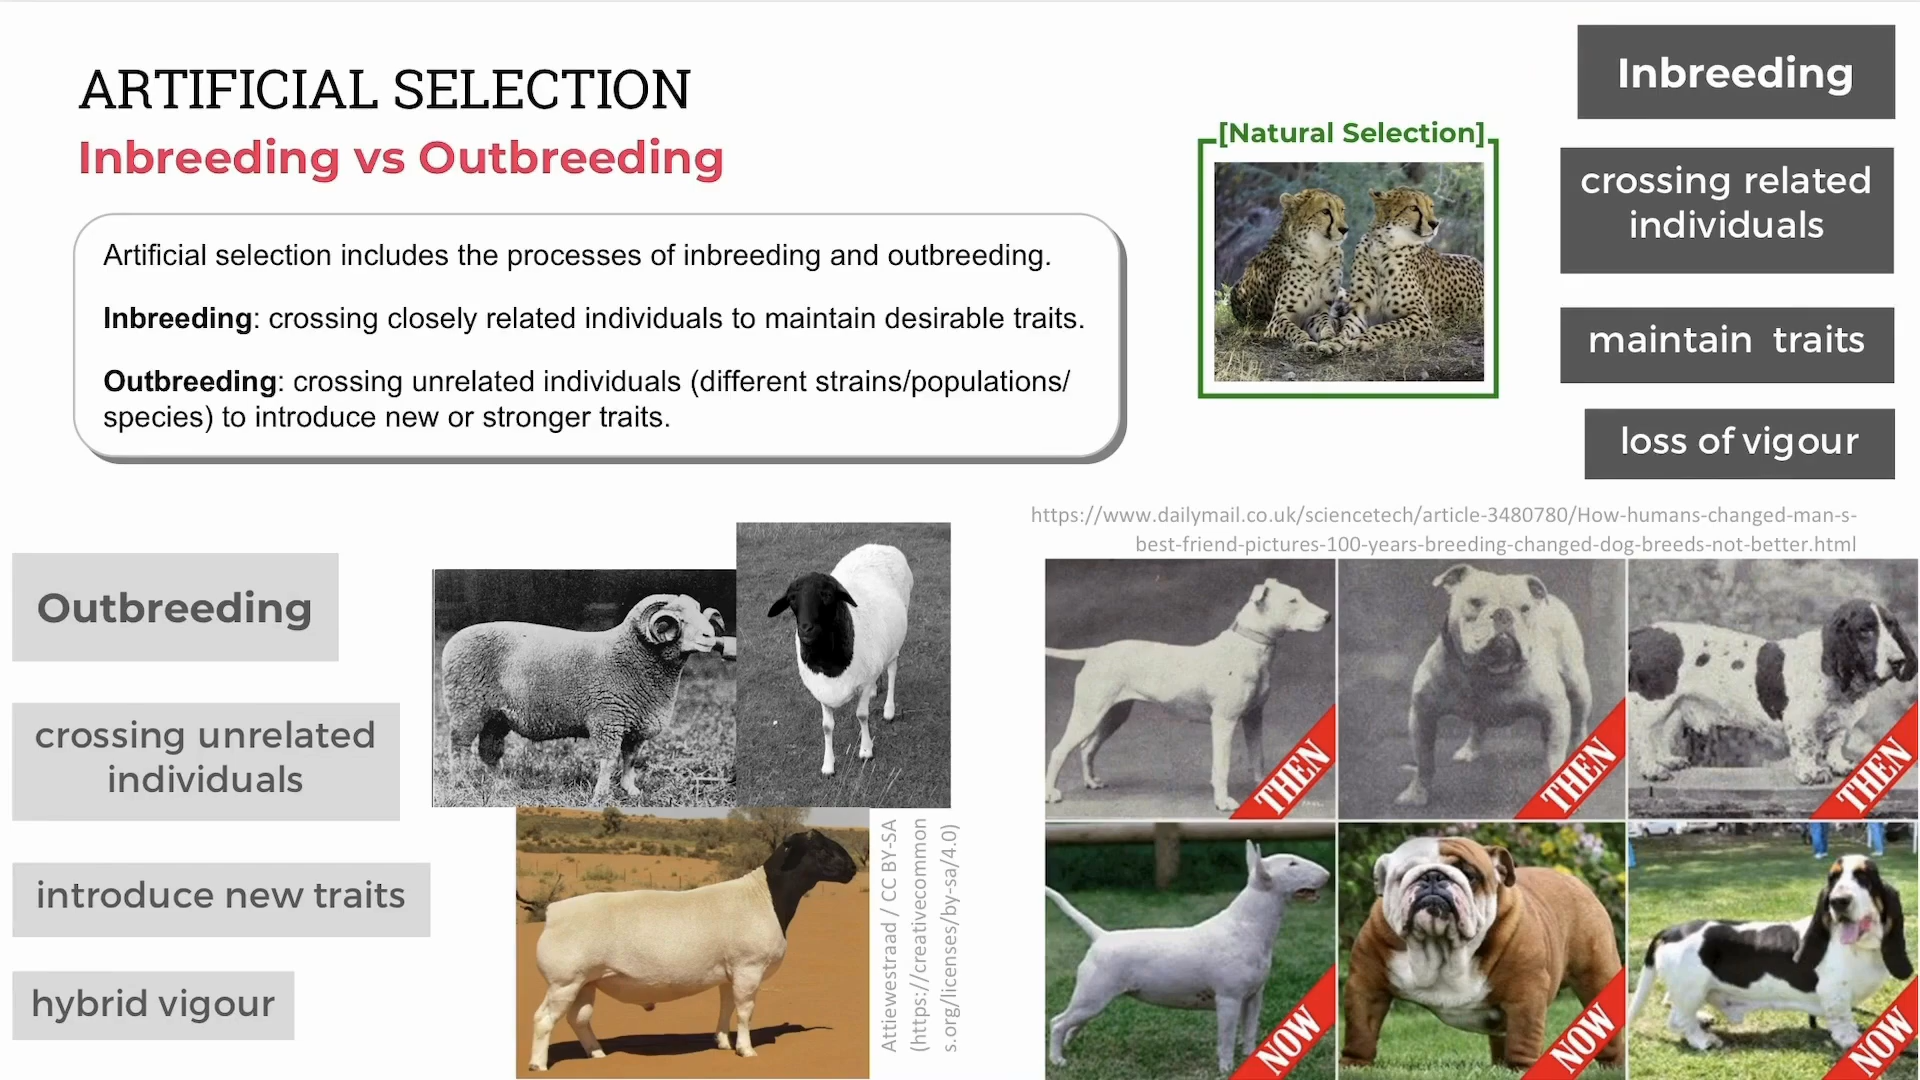 ARTIFICIAL SELECTION
Inbreeding vs Outbreeding
Artificial selection includes the processes of inbreeding and outbreeding.
Inbreeding: crossing closely related individuals to maintain desirable traits.
Outbreeding: crossing unrelated individuals (different strains/populations/
species) to introduce new or stronger traits.
[Natural Selection]
Inbreeding
crossing related
individuals
maintain traits
loss of vigour
https://www.dailymail.co.uk/sciencetech/article-3480780/How-humans-changed-man-s-
best-friend-pictures-100-years-breeding-changed-dog-breeds-not-better.html
Outbreeding
crossing unrelated
individuals
introduce new traits
hybrid vigour
Attiewestraad / CC BY-SA
(https://creativecommon
s.org/licenses/by-sa/4.0)
THEN
THEN
THEN
NOW
NOW
NOW